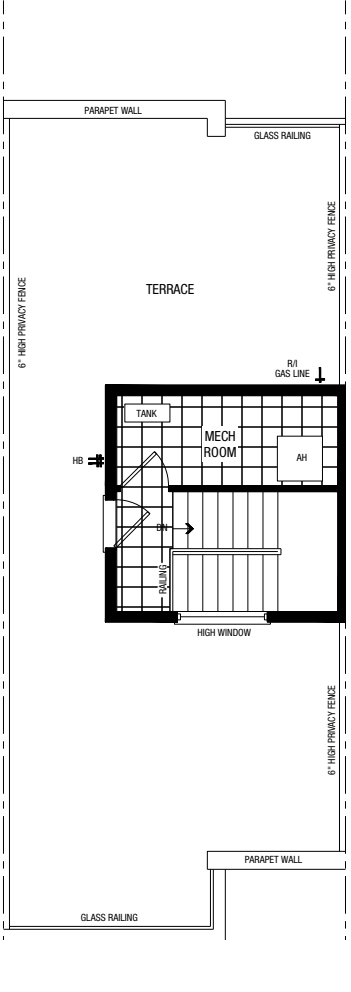 PARAPET WALL
GLASS RAILING
6" HIGH PRIVACY FENCE
6" HIGH PRIVACY FENCE
TERRACE
R/I
GAS LINE
TANK
MECH
ROOM
AH
HB
DN
RAILING
HIGH WINDOW
6" HIGH PRIVACY FENCE
PARAPET WALL
GLASS RAILING